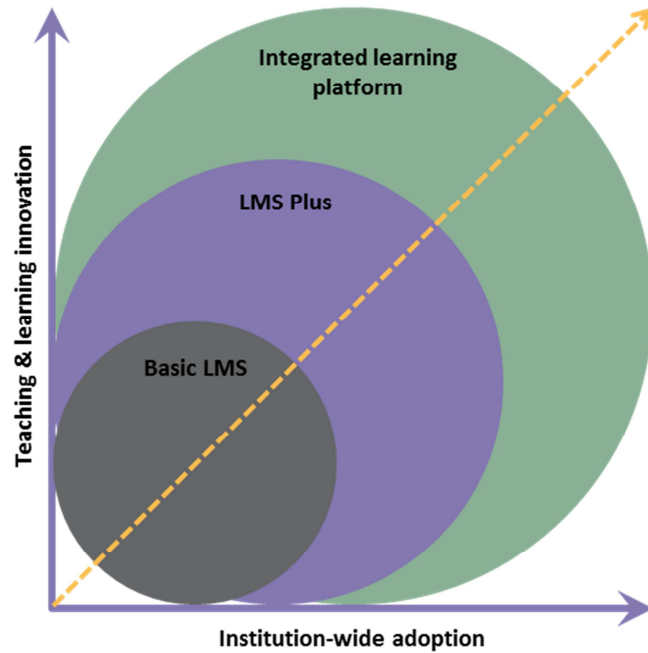 Integrated learning
platform
LMS Plus
Basic LMS
Teaching & learning innovation
Institution-wide adoption